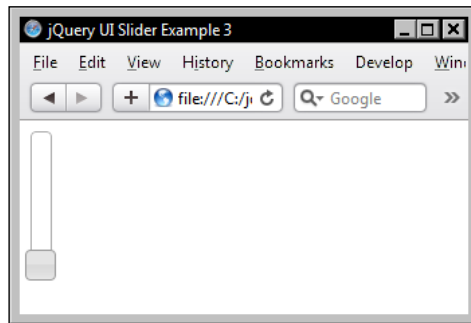 jQuery UI Slider Example 3
File Edit View History Bookmarks Develop
file:///C:/j
Google